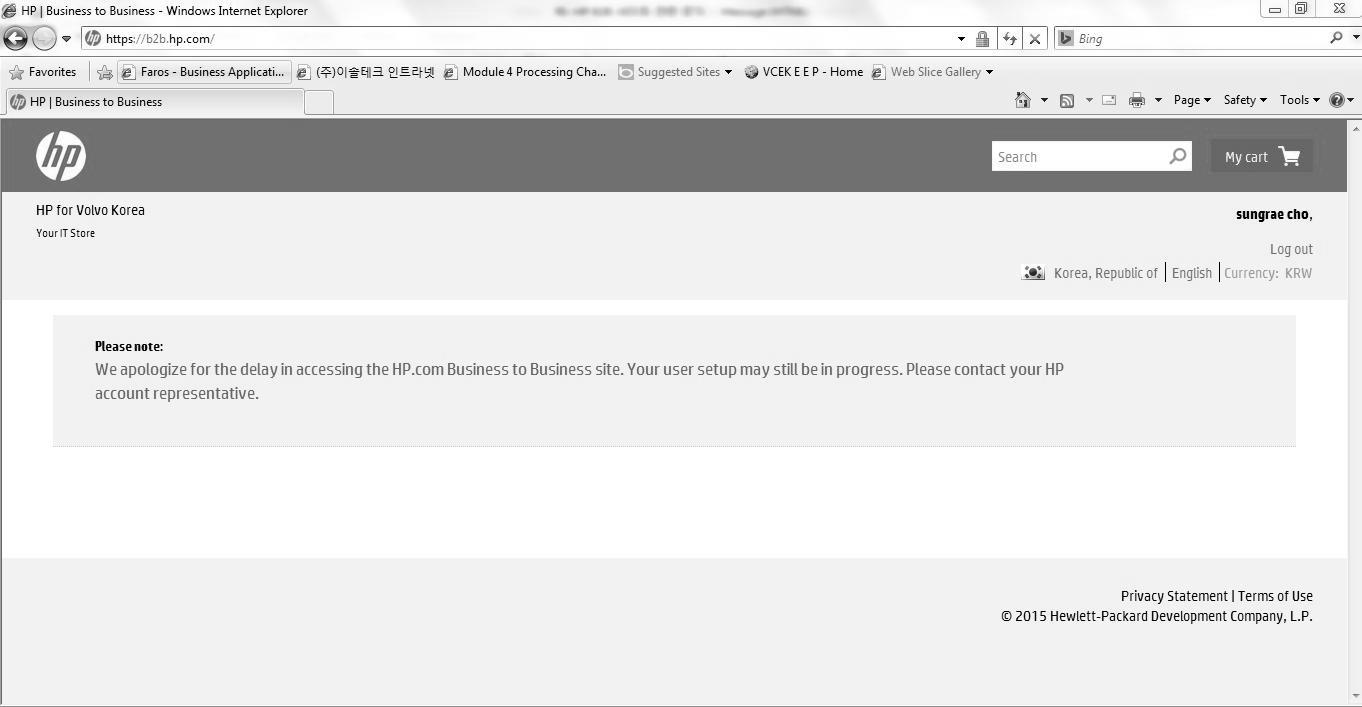 HP | Business to Business - Windows Internet Explorer
https://b2b.hp.com/
Bing
Favorites
Faros - Business Applicati...
(주)이솔테크 인트라넷
Module 4 Processing Cha...
Suggested Sites
VCEK E E P - Home
Web Slice Gallery
HP | Business to Business
Page
Safety
Tools
hp
Search
My cart
HP for Volvo Korea
Your IT Store
sungrae cho,
Log out
Korea, Republic of | English | Currency: KRW
Please note:
We apologize for the delay in accessing the HP.com Business to Business site. Your user setup may still be in progress. Please contact your HP
account representative.
Privacy Statement | Terms of Use
© 2015 Hewlett-Packard Development Company, L.P.